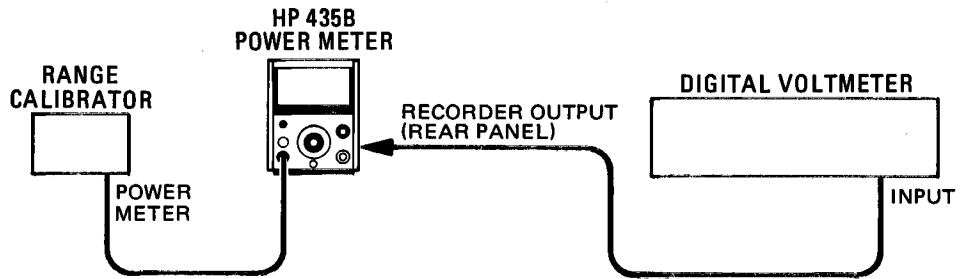 HP 435B
POWER METER
RANGE
CALIBRATOR
POWER
METER
RECORDER OUTPUT
(REAR PANEL)
DIGITAL VOLTMETER
INPUT